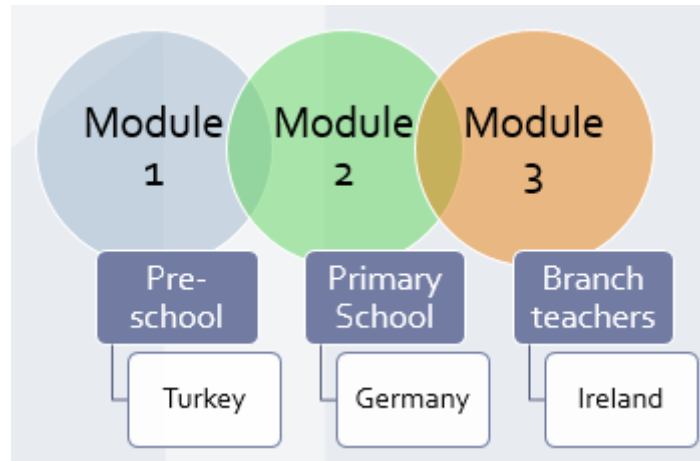 Module
1
Module
2
Module
3
Pre-
school
Primary
School
Branch
teachers
Turkey
Germany
Ireland